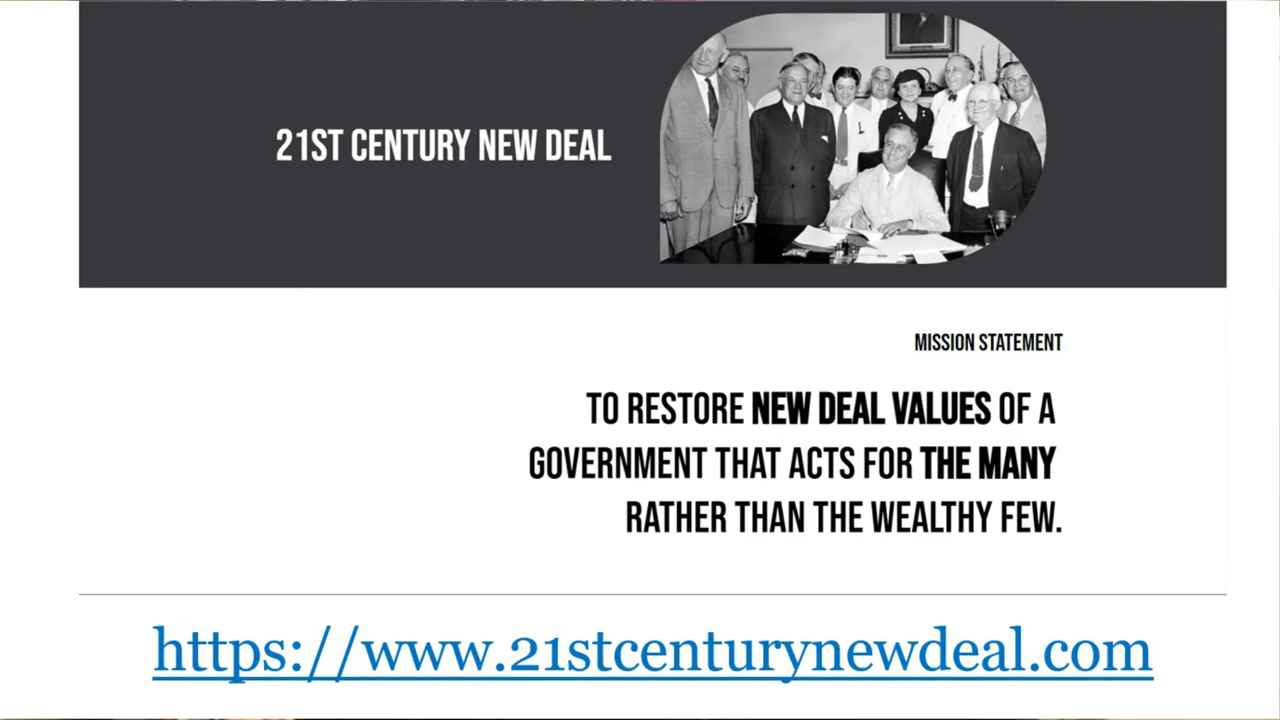 21ST CENTURY NEW DEAL
MISSION STATEMENT
TO RESTORE NEW DEAL VALUES OF A
GOVERNMENT THAT ACTS FOR THE MANY
RATHER THAN THE WEALTHY FEW.
https://www.21stcenturynewdeal.com